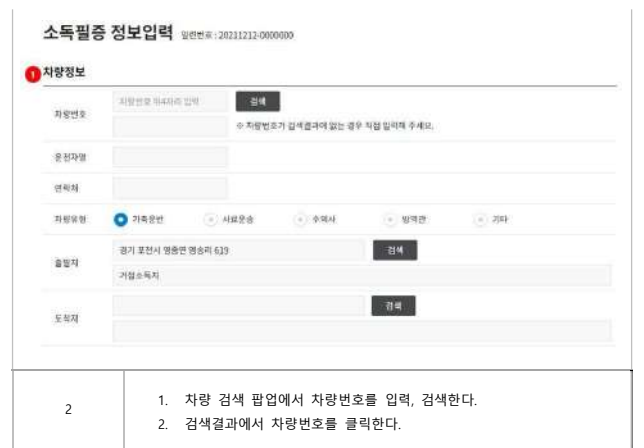 소독필증 정보입력 일련번호 : 20211212-0000000
1 차량정보
차량번호 차량번호 뒤4자리 입력 검색
※ 차량번호가 검색결과에 없는 경우 직접 입력해 주세요.
운전자명
연락처
차량유형 가축운반 사료운송 수의사 방역관 기타
출발지 경기 포천시 영중면 영송리 619 검색
거점소독지
도착지 검색
2
1. 차량 검색 팝업에서 차량번호를 입력, 검색한다.
2. 검색결과에서 차량번호를 클릭한다.